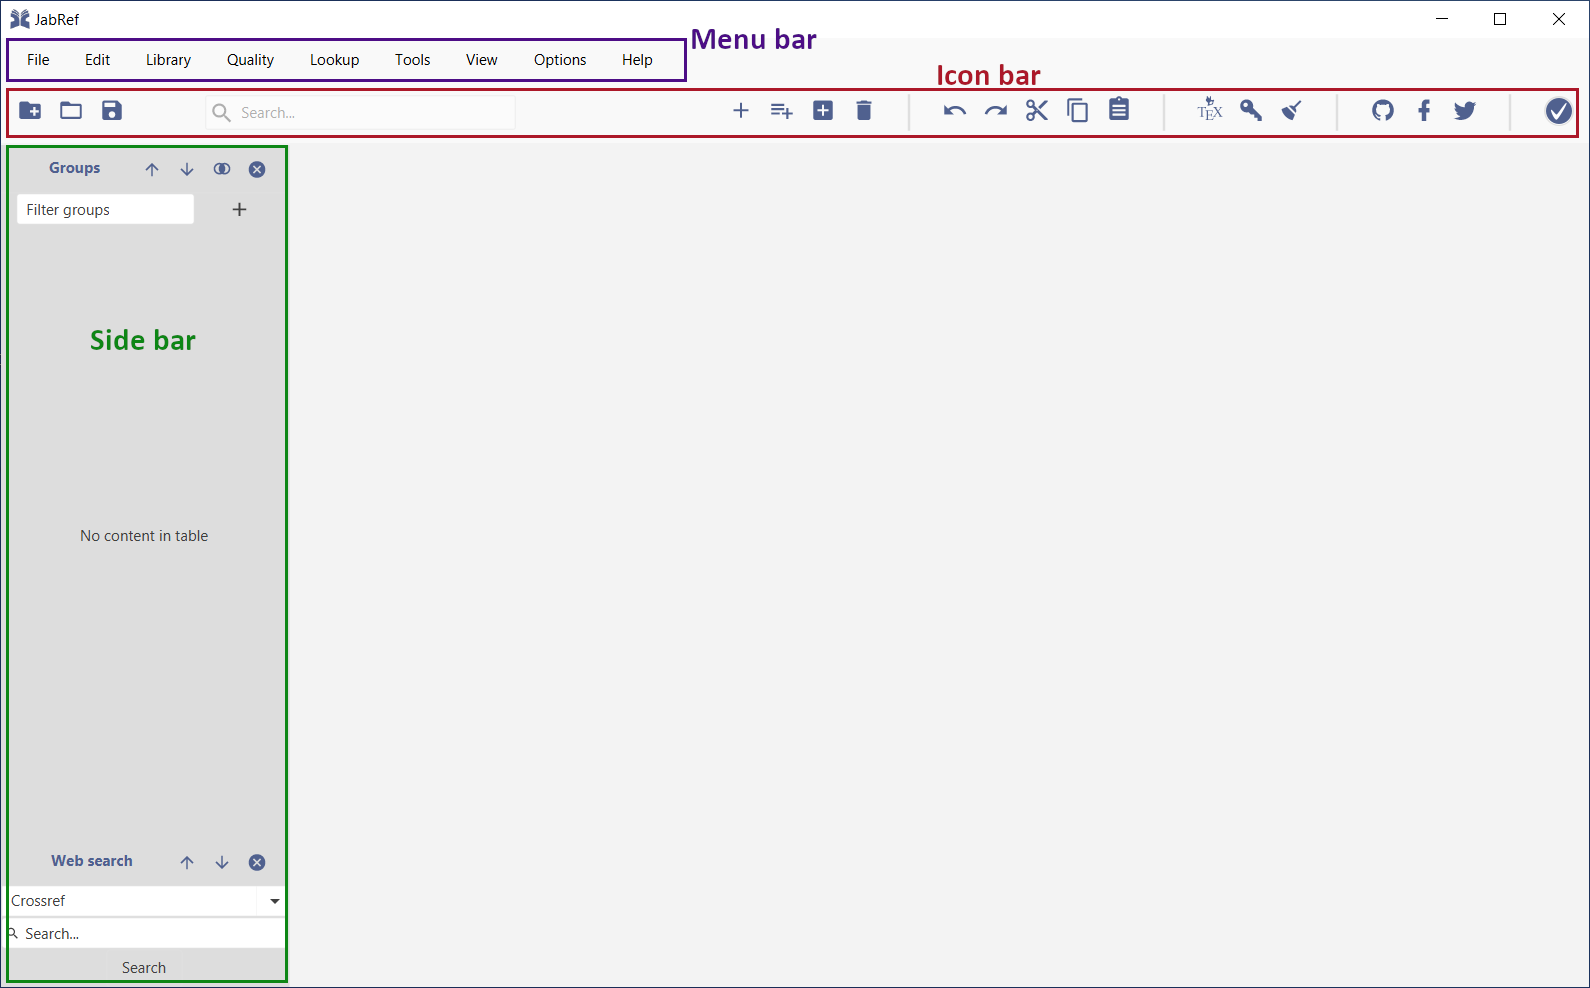 JabRef
Menu bar
File Edit Library Quality Lookup Tools View Options Help
Icon bar
Search...
TEX
Groups
Filter groups
Side bar
No content in table
Web search
Crossref
Search...
Search